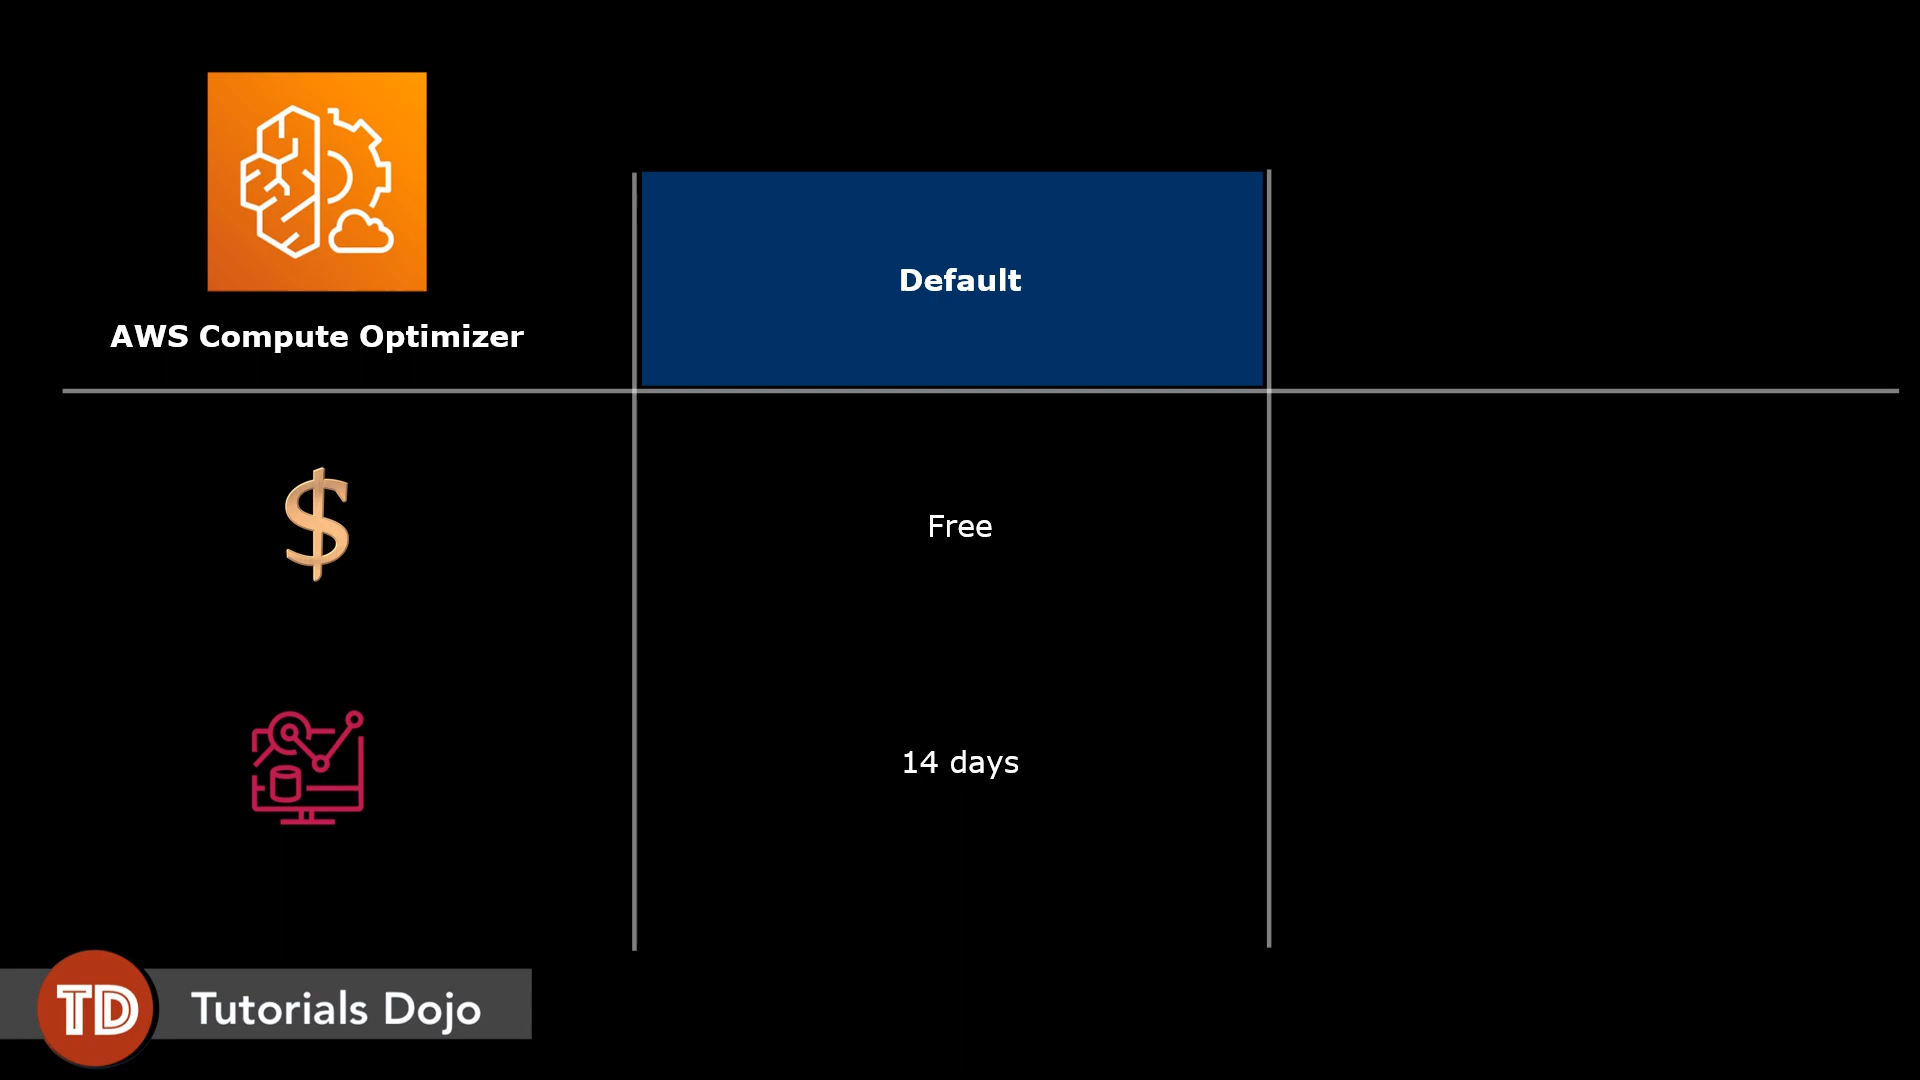 AWS Compute Optimizer
Default
$
Free
14 days
TD
Tutorials Dojo